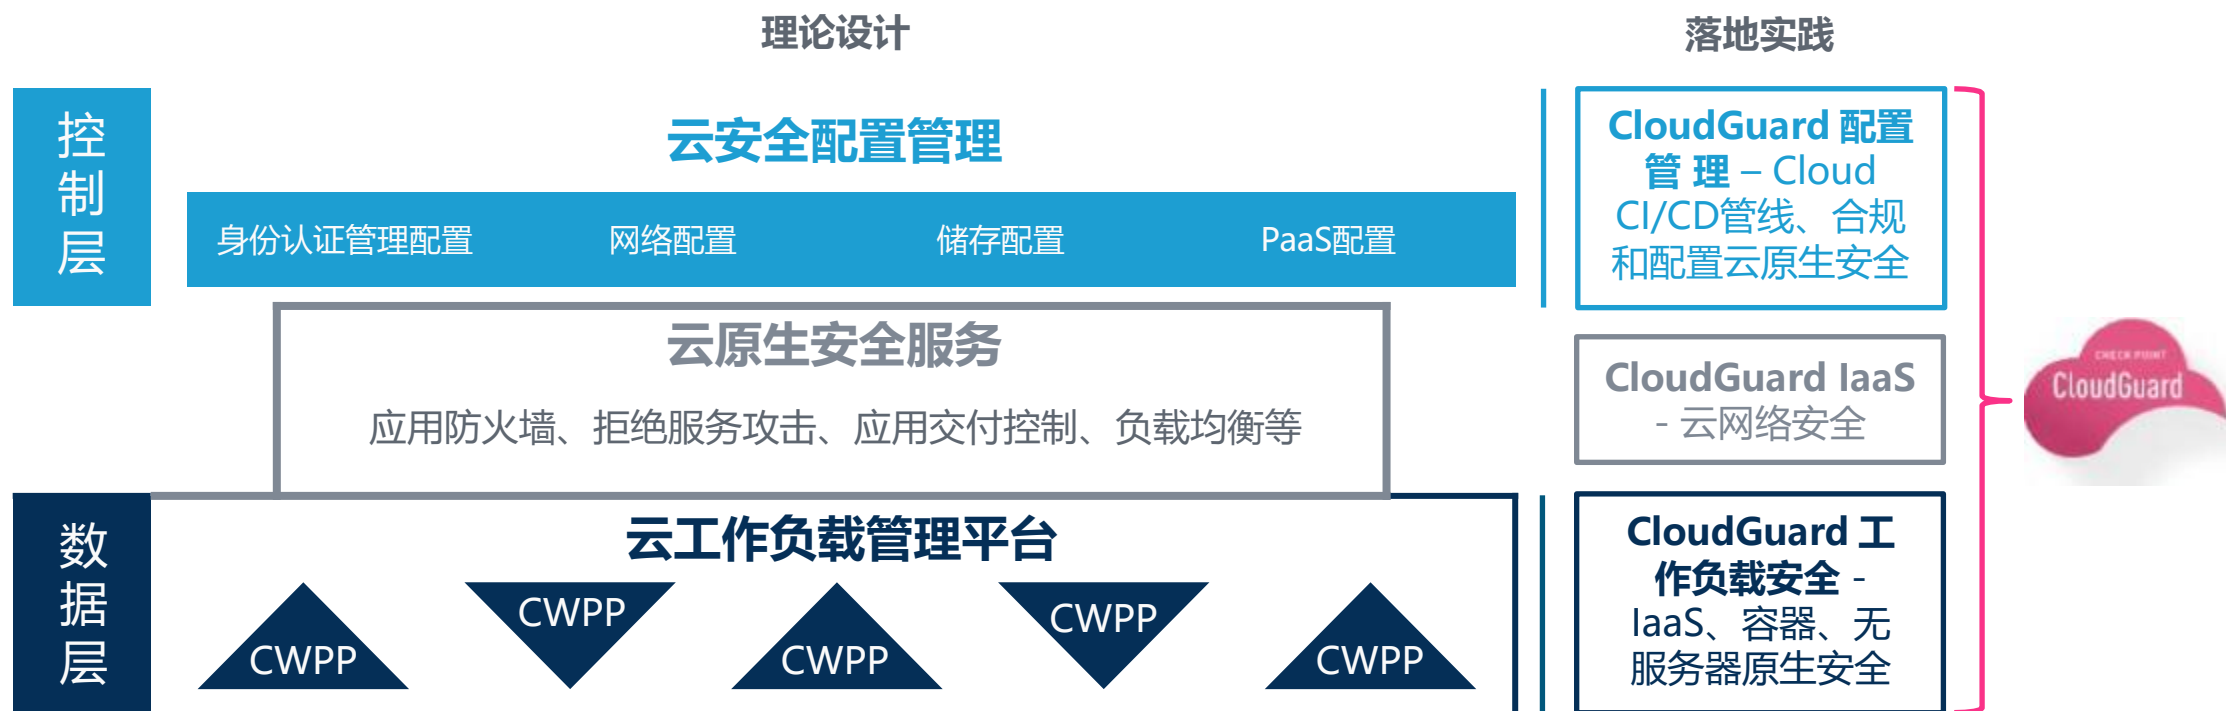 理论设计
落地实践
控
制
层
云安全配置管理
身份认证管理配置
网络配置
储存配置
PaaS配置
CloudGuard 配置
管 理 – Cloud
CI/CD管线、合规
和配置云原生安全
云原生安全服务
应用防火墙、拒绝服务攻击、应用交付控制、负载均衡等
CloudGuard IaaS
- 云网络安全
CHECK POINT
CloudGuard
数
据
层
云工作负载管理平台
CWPP
CWPP
CWPP
CWPP
CWPP
CloudGuard 工
作负载安全 -
IaaS、容器、无
服务器原生安全